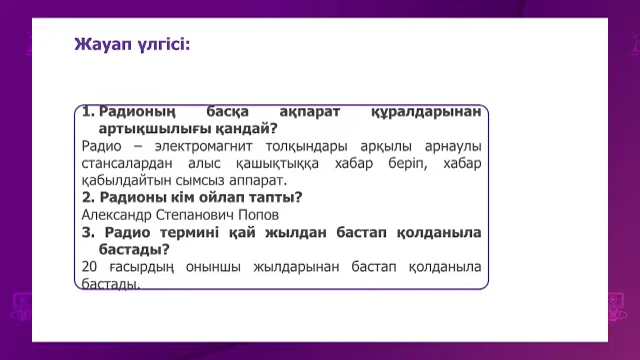 Жауап үлгісі:
1. Радионың басқа ақпарат құралдарынан
артықшылығы қандай?
Радио – электромагнит толқындары арқылы арнаулы
стансалардан алыс қашықтыққа хабар беріп, хабар
қабылдайтын сымсыз аппарат.
2. Радионы кім ойлап тапты?
Александр Степанович Попов
3. Радио термині қай жылдан бастап қолданыла
бастады?
20 ғасырдың оныншы жылдарынан бастап қолданыла
бастады.